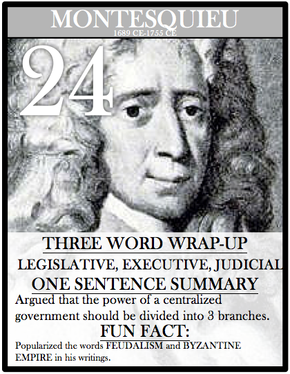 MONTESQUIEU
1689 CE-1755 CE
24
THREE WORD WRAP-UP
LEGISLATIVE, EXECUTIVE, JUDICIAL
ONE SENTENCE SUMMARY
Argued that the power of a centralized
government should be divided into 3 branches.
FUN FACT:
Popularized the words FEUDALISM and BYZANTINE
EMPIRE in his writings.